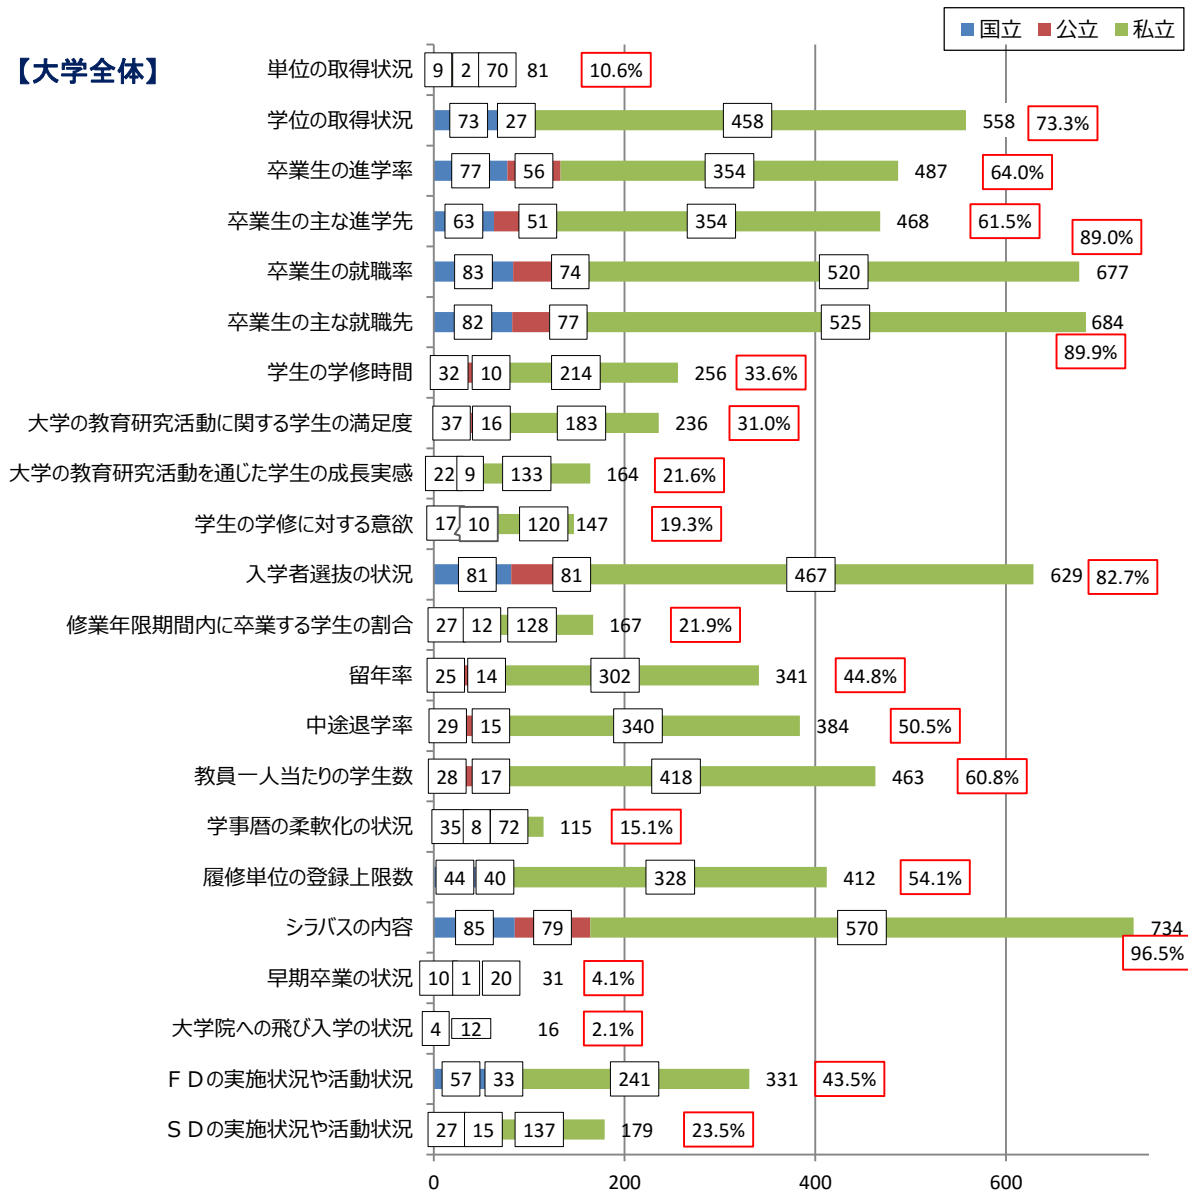 国立 公立 私立
【大学全体】
単位の取得状況 9 2 70 81 10.6%
学位の取得状況 73 27 458 558 73.3%
卒業生の進学率 77 56 354 487 64.0%
卒業生の主な進学先 63 51 354 468 61.5%
89.0%
卒業生の就職率 83 74 520 677
卒業生の主な就職先 82 77 525 684
89.9%
学生の学修時間 32 10 214 256 33.6%
大学の教育研究活動に関する学生の満足度 37 16 183 236 31.0%
大学の教育研究活動を通じた学生の成長実感 22 9 133 164 21.6%
学生の学修に対する意欲 17 10 120 147 19.3%
入学者選抜の状況 81 81 467 629 82.7%
修業年限期間内に卒業する学生の割合 27 12 128 167 21.9%
留年率 25 14 302 341 44.8%
中途退学率 29 15 340 384 50.5%
教員一人当たりの学生数 28 17 418 463 60.8%
学事暦の柔軟化の状況 35 8 72 115 15.1%
履修単位の登録上限数 44 40 328 412 54.1%
シラバスの内容 85 79 570 734
96.5%
早期卒業の状況 10 1 20 31 4.1%
大学院への飛び入学の状況 4 12 16 2.1%
ＦＤの実施状況や活動状況 57 33 241 331 43.5%
ＳＤの実施状況や活動状況 27 15 137 179 23.5%
0 200 400 600